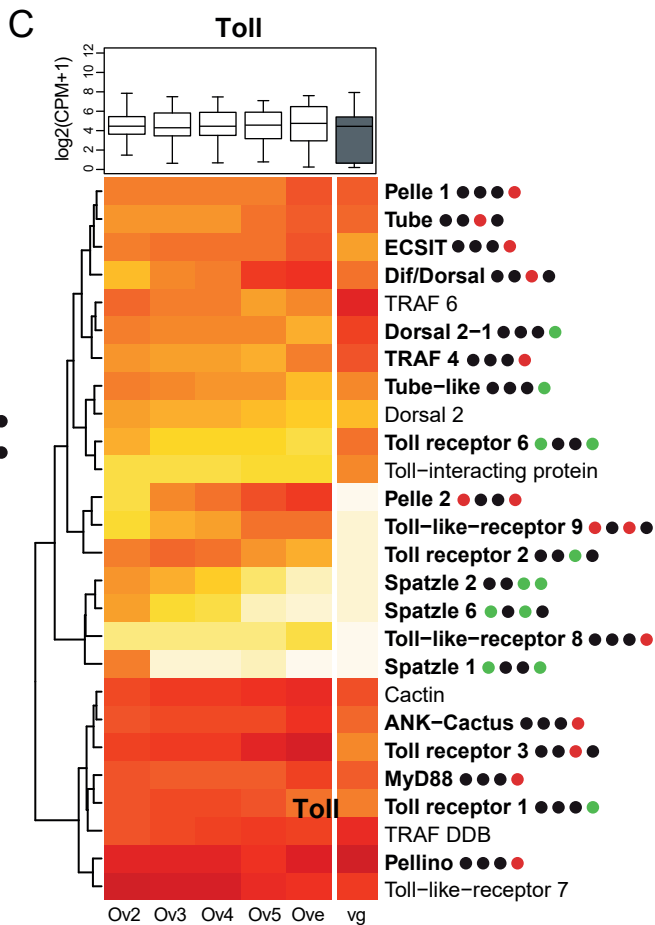 C
Toll
log2(CPM+1)
12
10
8
6
4
2
0
Pelle 1
Tube
ECSIT
Dif/Dorsal
TRAF 6
Dorsal 2−1
TRAF 4
Tube−like
Dorsal 2
Toll receptor 6
Toll−interacting protein
Pelle 2
Toll−like−receptor 9
Toll receptor 2
Spatzle 2
Spatzle 6
Toll−like−receptor 8
Spatzle 1
Cactin
ANK−Cactus
Toll receptor 3
MyD88
Toll
Toll receptor 1
TRAF DDB
Pellino
Toll−like−receptor 7
Ov2 Ov3 Ov4 Ov5 Ove vg